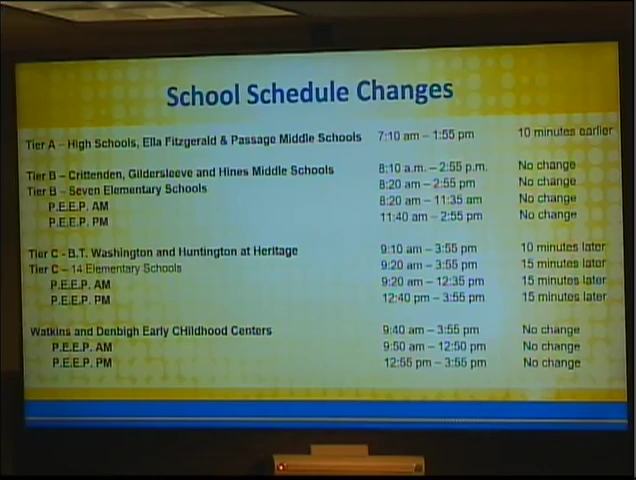 School Schedule Changes
Tier A – High Schools, Ella Fitzgerald & Passage Middle Schools 7:10 am – 1:55 pm 10 minutes earlier
Tier B – Crittenden, Gildersleeve and Hines Middle Schools 8:10 a.m. – 2:55 p.m. No change
Tier B – Seven Elementary Schools 8:20 am – 2:55 pm No change
P.E.E.P. AM 8:20 am – 11:35 am No change
P.E.E.P. PM 11:40 am – 2:55 pm No change
Tier C - B.T. Washington and Huntington at Heritage 9:10 am – 3:55 pm 10 minutes later
Tier C – 14 Elementary Schools 9:20 am – 3:55 pm 15 minutes later
P.E.E.P. AM 9:20 am – 12:35 pm 15 minutes later
P.E.E.P. PM 12:40 pm – 3:55 pm 15 minutes later
Watkins and Denbigh Early CHildhood Centers 9:40 am – 3:55 pm No change
P.E.E.P. AM 9:50 am – 12:50 pm No change
P.E.E.P. PM 12:55 pm – 3:55 pm No change